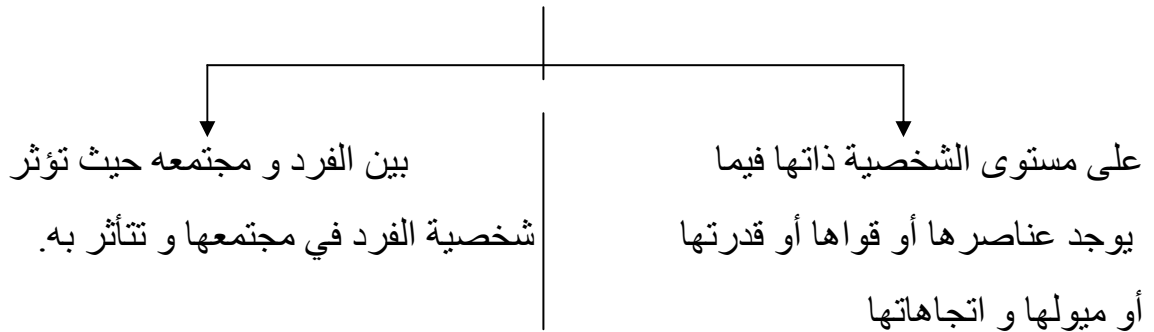 على مستوى الشخصية ذاتها فيما
يوجد عناصرها أو قواها أو قدرتها
أو ميولها و اتجاهاتها
بين الفرد و مجتمعه حيث تؤثر
شخصية الفرد في مجتمعها و تتأثر به.